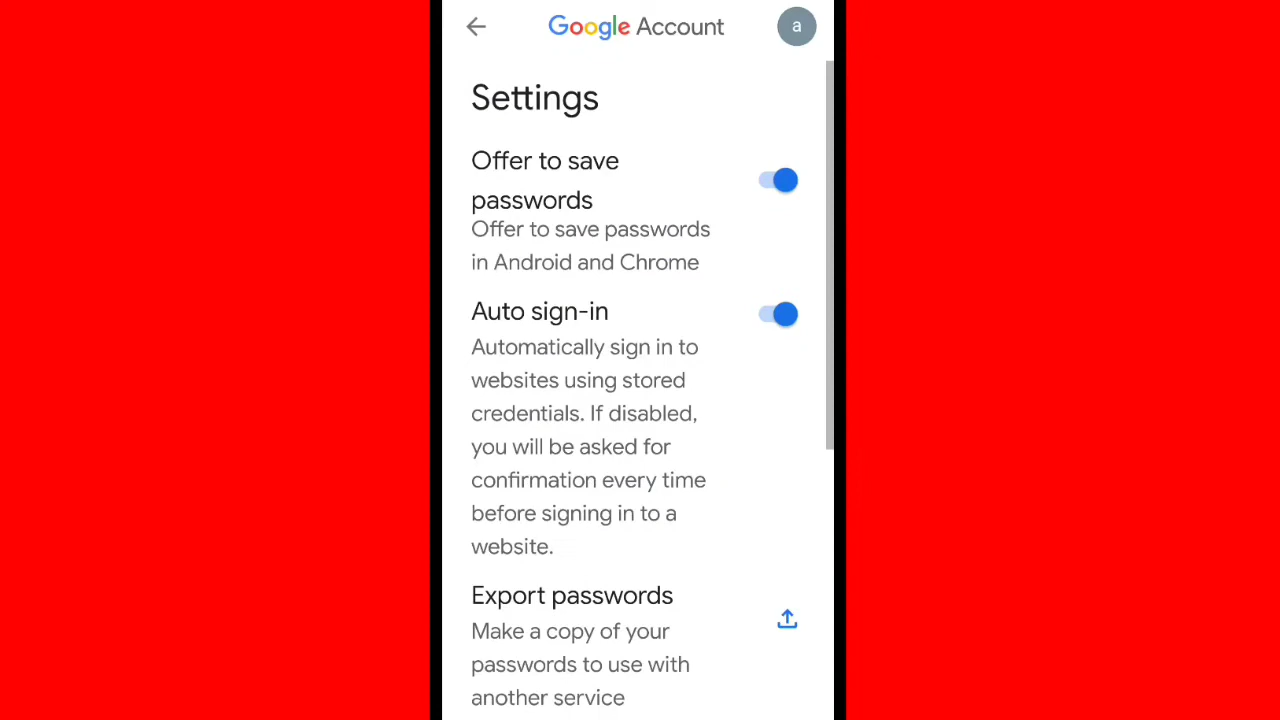 Google Account
a
Settings
Offer to save
passwords
Offer to save passwords
in Android and Chrome
Auto sign-in
Automatically sign in to
websites using stored
credentials. If disabled,
you will be asked for
confirmation every time
before signing in to a
website.
Export passwords
Make a copy of your
passwords to use with
another service